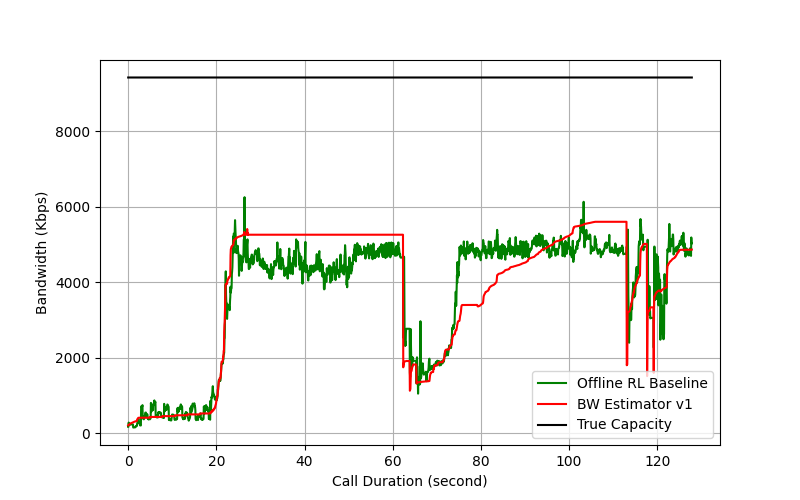 Bandwidth (Kbps)
8000
6000
4000
2000
0
0 20 40 60 80 100 120
Call Duration (second)
Offline RL Baseline
BW Estimator v1
True Capacity